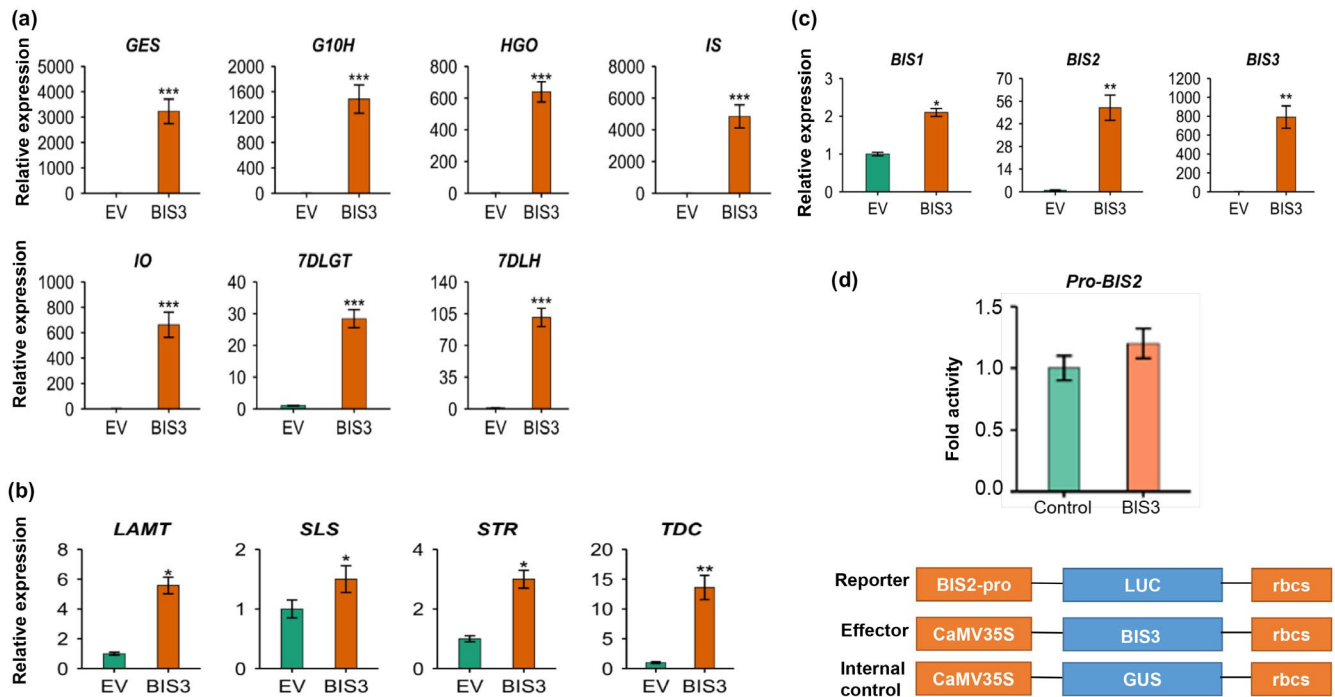 (a)
GES
Relative expression
6000
5000
4000
3000
2000
1000
0
***
EV BIS3
G10H
2000
1600
1200
800
400
0
***
EV BIS3
HGO
800
600
400
200
0
***
EV BIS3
IS
8000
6000
4000
2000
0
***
EV BIS3
IO
Relative expression
1000
800
600
400
200
0
***
EV BIS3
7DLGT
40
30
20
10
0
***
EV BIS3
7DLH
140
105
70
35
0
***
EV BIS3
(b)
LAMT
Relative expression
8
6
4
2
0
*
EV BIS3
SLS
2
1
0
*
EV BIS3
STR
4
3
2
1
0
*
EV BIS3
TDC
20
15
10
5
0
**
EV BIS3
(c)
BIS1
Relative expression
3
2
1
0
*
EV BIS3
BIS2
70
56
42
28
14
0
**
EV BIS3
BIS3
1200
1000
800
600
400
200
0
**
EV BIS3
(d)
Pro-BIS2
Fold activity
1.5
1.0
0.5
0.0
Control BIS3
Reporter BIS2-pro LUC rbcs
Effector CaMV35S BIS3 rbcs
Internal
control CaMV35S GUS rbcs